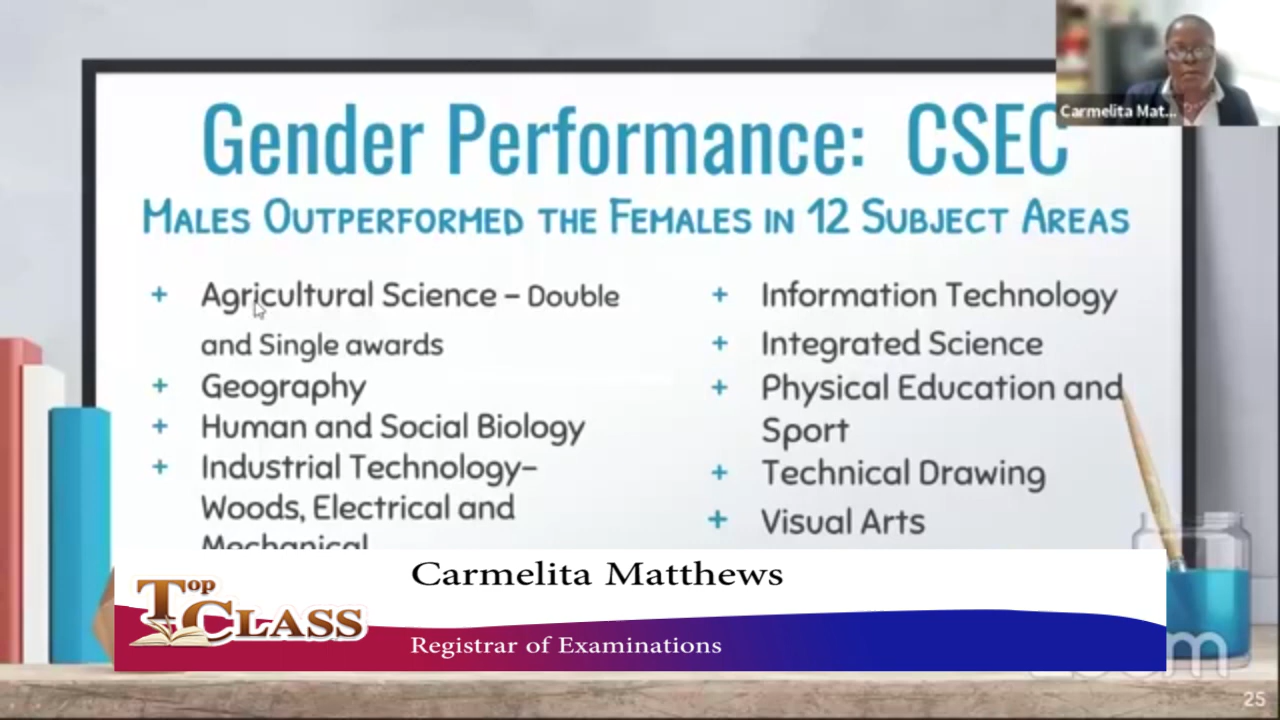 Carmelita Mat...
Gender Performance: CSEC
MALES OUTPERFORMED THE FEMALES IN 12 SUBJECT AREAS
+ Agricultural Science – Double
and Single awards
+ Geography
+ Human and Social Biology
+ Industrial Technology–
Woods, Electrical and
Mechanical
+ Information Technology
+ Integrated Science
+ Physical Education and
Sport
+ Technical Drawing
+ Visual Arts
Carmelita Matthews
TOP
CLASS
Registrar of Examinations
25